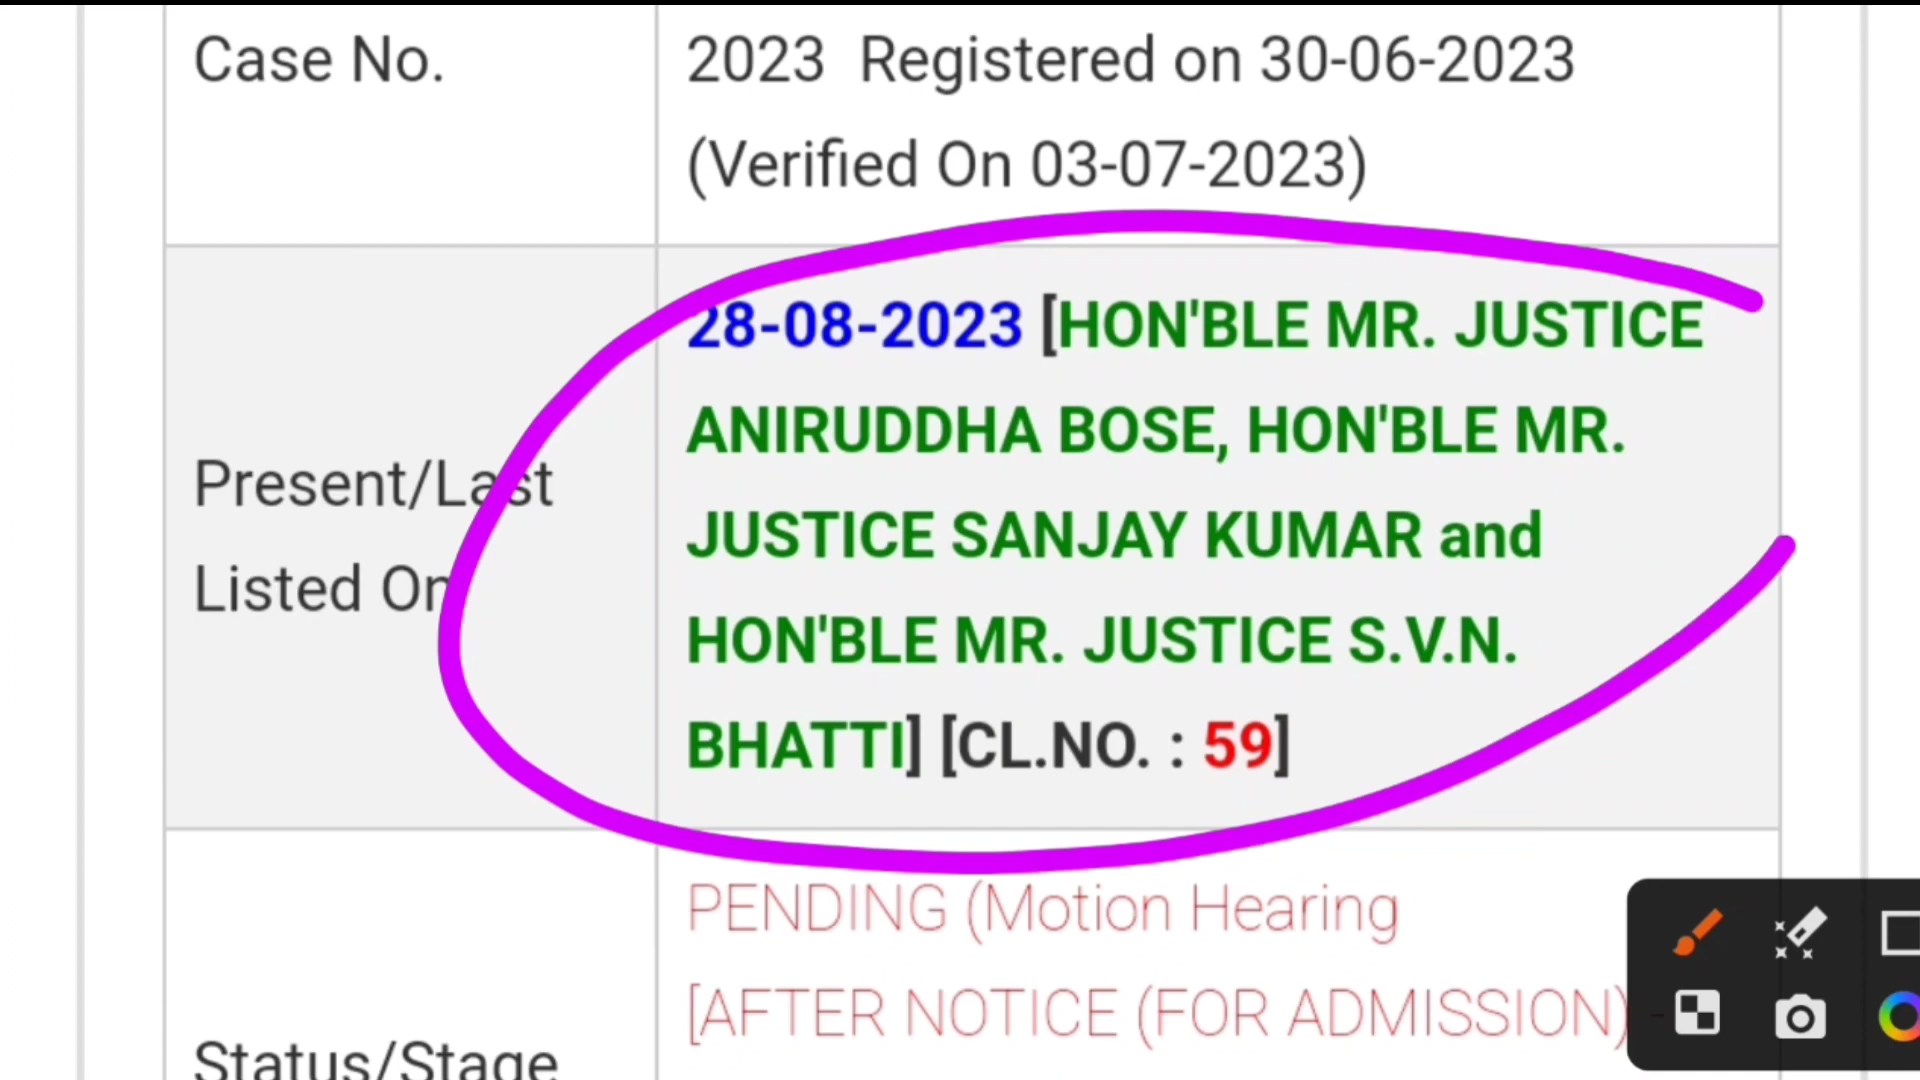 Case No.
2023 Registered on 30-06-2023
(Verified On 03-07-2023)
Present/Last
Listed On
28-08-2023 [HON'BLE MR. JUSTICE
ANIRUDDHA BOSE, HON'BLE MR.
JUSTICE SANJAY KUMAR and
HON'BLE MR. JUSTICE S.V.N.
BHATTI] [CL.NO. : 59]
Status/Stage
PENDING (Motion Hearing
[AFTER NOTICE (FOR ADMISSION) -